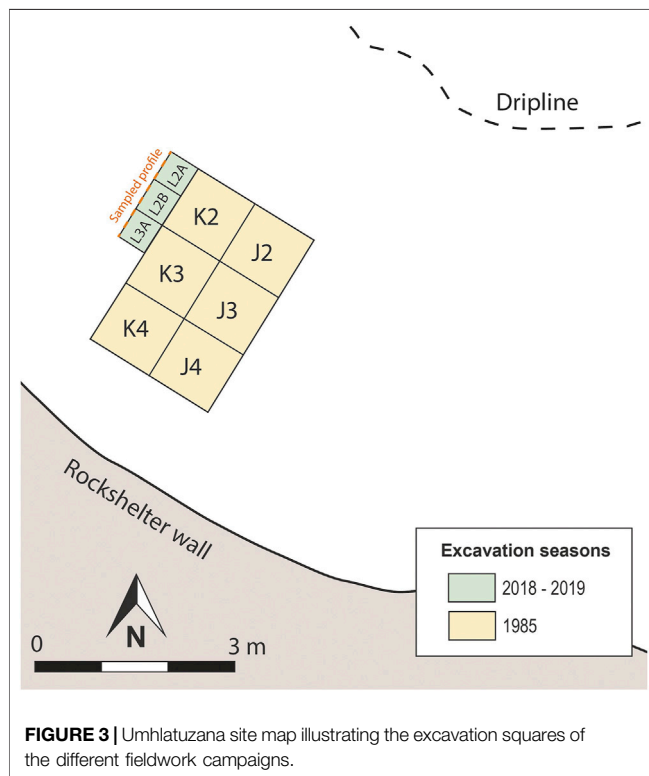 Dripline
Sampled profile
L2A
L2B
L3A
K2
J2
K3
J3
K4
J4
Rockshelter wall
Excavation seasons
2018 - 2019
1985
N
0 3 m
FIGURE 3 | Umhlatuzana site map illustrating the excavation squares of
the different fieldwork campaigns.